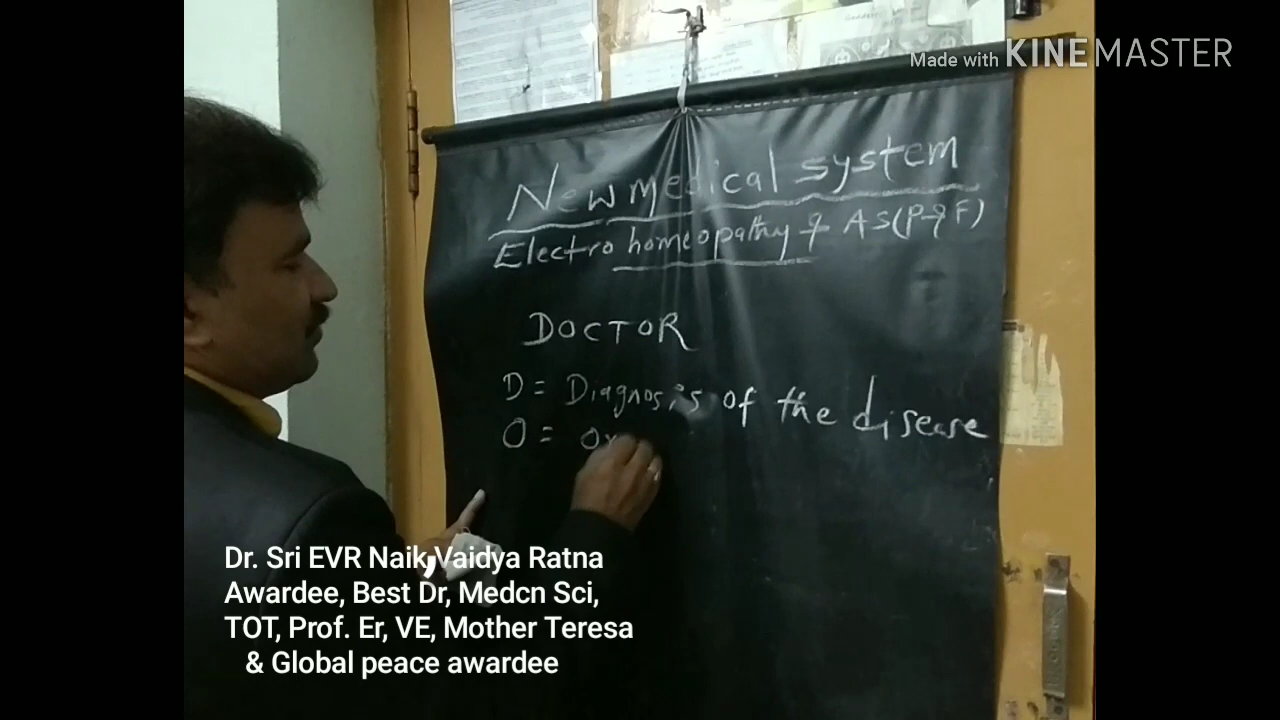 Made with KINEMASTER
New medical system
Electro homeopathy & AS(P&F)
DOCTOR
D = Diagnosis of the disease
O =
Dr. Sri EVR Naik,Vaidya Ratna
Awardee, Best Dr, Medcn Sci,
TOT, Prof. Er, VE, Mother Teresa
& Global peace awardee